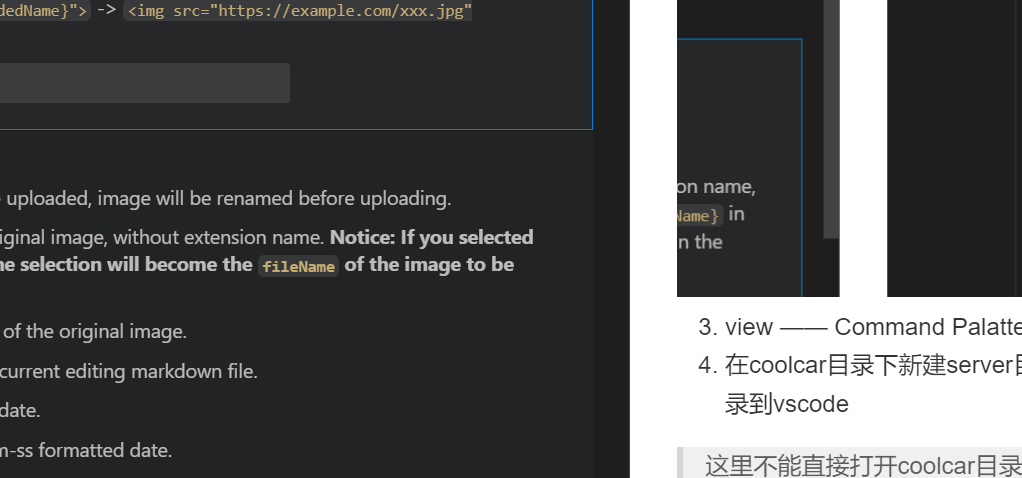 dedName}"> -> <img src="https://example.com/xxx.jpg"
uploaded, image will be renamed before uploading.
iginal image, without extension name. Notice: If you selected
he selection will become the fileName of the image to be
of the original image.
current editing markdown file.
date.
m-ss formatted date.
on name,
Name} in
n the
3. view —— Command Palatte
4. 在coolcar目录下新建server目
录到vscode
这里不能直接打开coolcar目录